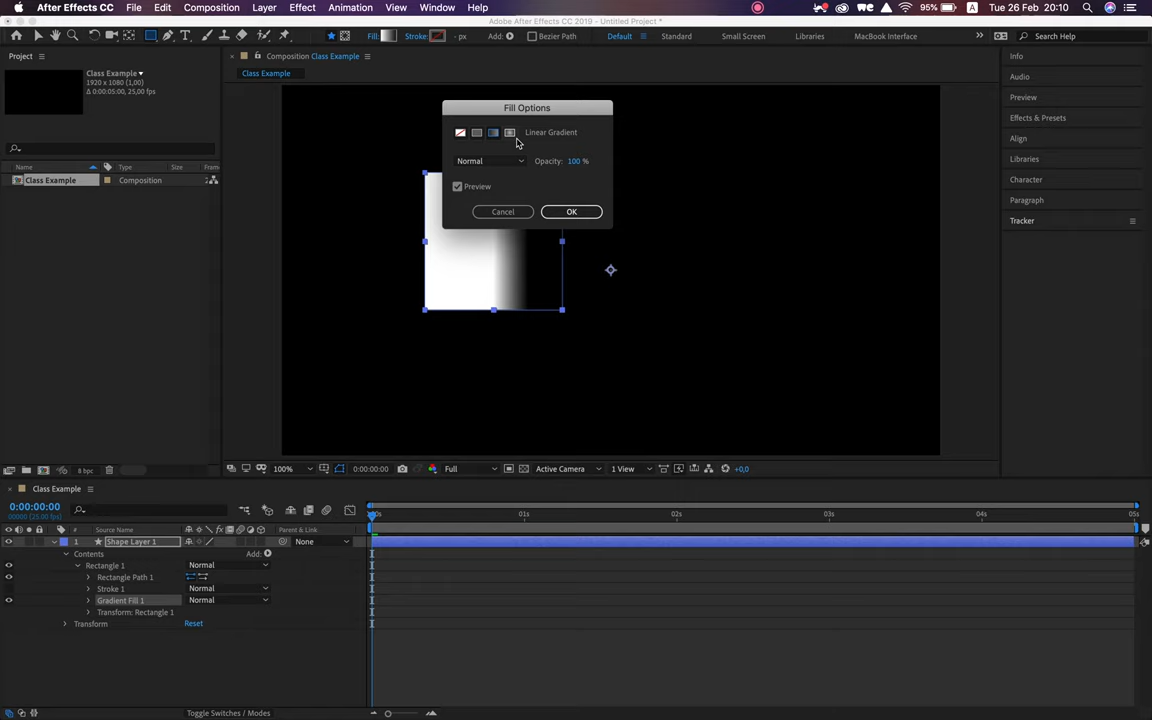 After Effects CC File Edit Composition Layer Effect Animation View Window Help 95% Tue 26 Feb 20:10
Adobe After Effects CC 2019 - Untitled Project *
Fill: Stroke: - px Add: Bezier Path Default Standard Small Screen Libraries MacBook Interface Search Help
Project Composition Class Example Info
Class Example
Class Example
1920 x 1080 (1,00)
Δ 0:00:05:00, 25,00 fps
Audio
Preview
Effects & Presets
Align
Libraries
Character
Paragraph
Tracker
Name Type Size Fram
Class Example Composition
Fill Options
Linear Gradient
Normal Opacity: 100 %
Preview
Cancel OK
8 bpc 100% 0:00:00:00 Full Active Camera 1 View +0,0
Class Example
0:00:00:00
00000 (25.00 fps)
01s 02s 03s 04s 05s
# Source Name Parent & Link
1 Shape Layer 1 None
Contents Add:
Rectangle 1 Normal
Rectangle Path 1
Stroke 1 Normal
Gradient Fill 1 Normal
Transform: Rectangle 1
Transform Reset
Toggle Switches / Modes